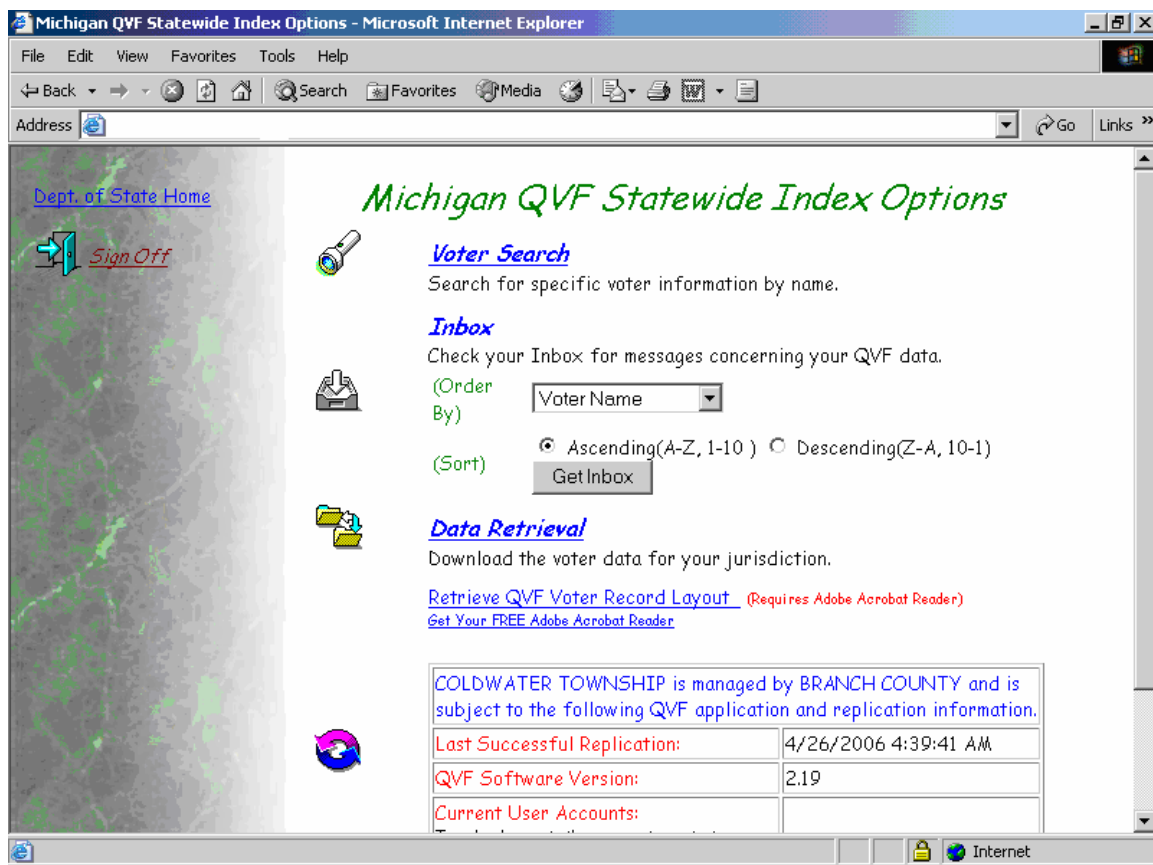 Michigan QVF Statewide Index Options - Microsoft Internet Explorer
File Edit View Favorites Tools Help
Back Search Favorites Media Go Links »
Address
Dept. of State Home
Sign Off
Michigan QVF Statewide Index Options
Voter Search
Search for specific voter information by name.
Inbox
Check your Inbox for messages concerning your QVF data.
(Order By) Voter Name
(Sort) Ascending(A-Z, 1-10 ) Descending(Z-A, 10-1)
Get Inbox
Data Retrieval
Download the voter data for your jurisdiction.
Retrieve QVF Voter Record Layout (Requires Adobe Acrobat Reader)
Get Your FREE Adobe Acrobat Reader
COLDWATER TOWNSHIP is managed by BRANCH COUNTY and is
subject to the following QVF application and replication information.
Last Successful Replication: 4/26/2006 4:39:41 AM
QVF Software Version: 2.19
Current User Accounts:
Internet